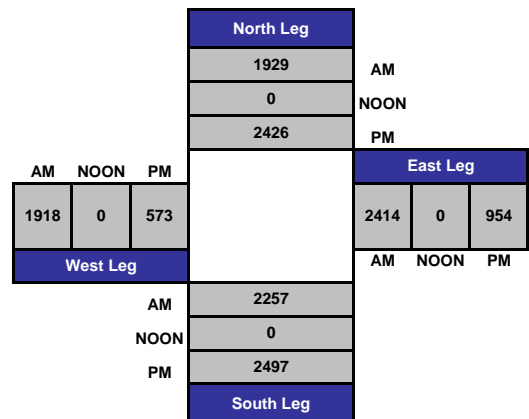 North Leg
1929 AM
0 NOON
2426 PM
AM NOON PM
East Leg
1918 0 573
2414 0 954
West Leg
AM NOON PM
AM 2257
NOON 0
PM 2497
South Leg